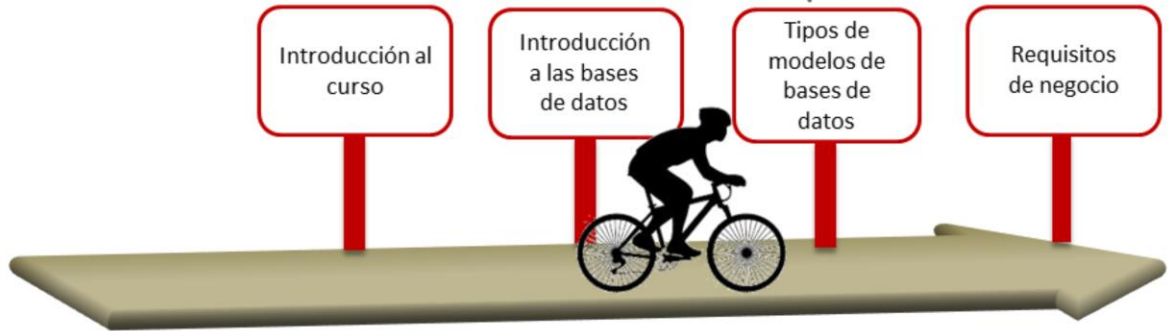 Introducción al
curso
Introducción
a las bases
de datos
Tipos de
modelos de
bases de
datos
Requisitos
de negocio